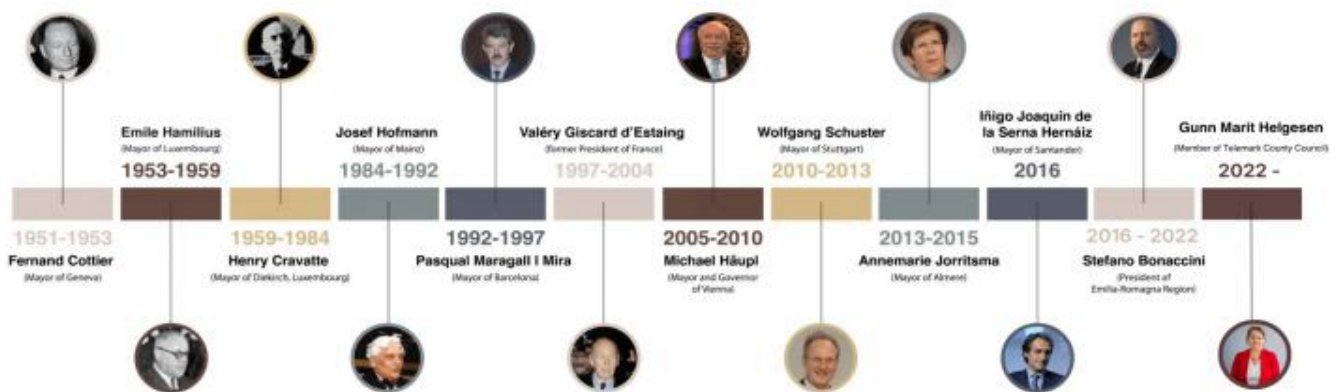 Emile Hamilius
(Mayor of Luxembourg)
1953-1959
Josef Hofmann
(Mayor of Mainz)
1984-1992
Valéry Giscard d'Estaing
(former President of France)
1997-2004
Wolfgang Schuster
(Mayor of Stuttgart)
2010-2013
Iñigo Joaquín de
la Serna Hernáiz
(Mayor of Santander)
2016
Gunn Marit Helgesen
(Member of Telemark County Council)
2022 -
1951-1953
Fernand Cottier
(Mayor of Geneva)
1959-1984
Henry Cravatte
(Mayor of Diekirch, Luxembourg)
1992-1997
Pasqual Maragall I Mira
(Mayor of Barcelona)
2005-2010
Michael Häupl
(Mayor and Governor
of Vienna)
2013-2015
Annemarie Jorritsma
(Mayor of Almere)
2016 - 2022
Stefano Bonaccini
(President of
Emilia-Romagna Region)